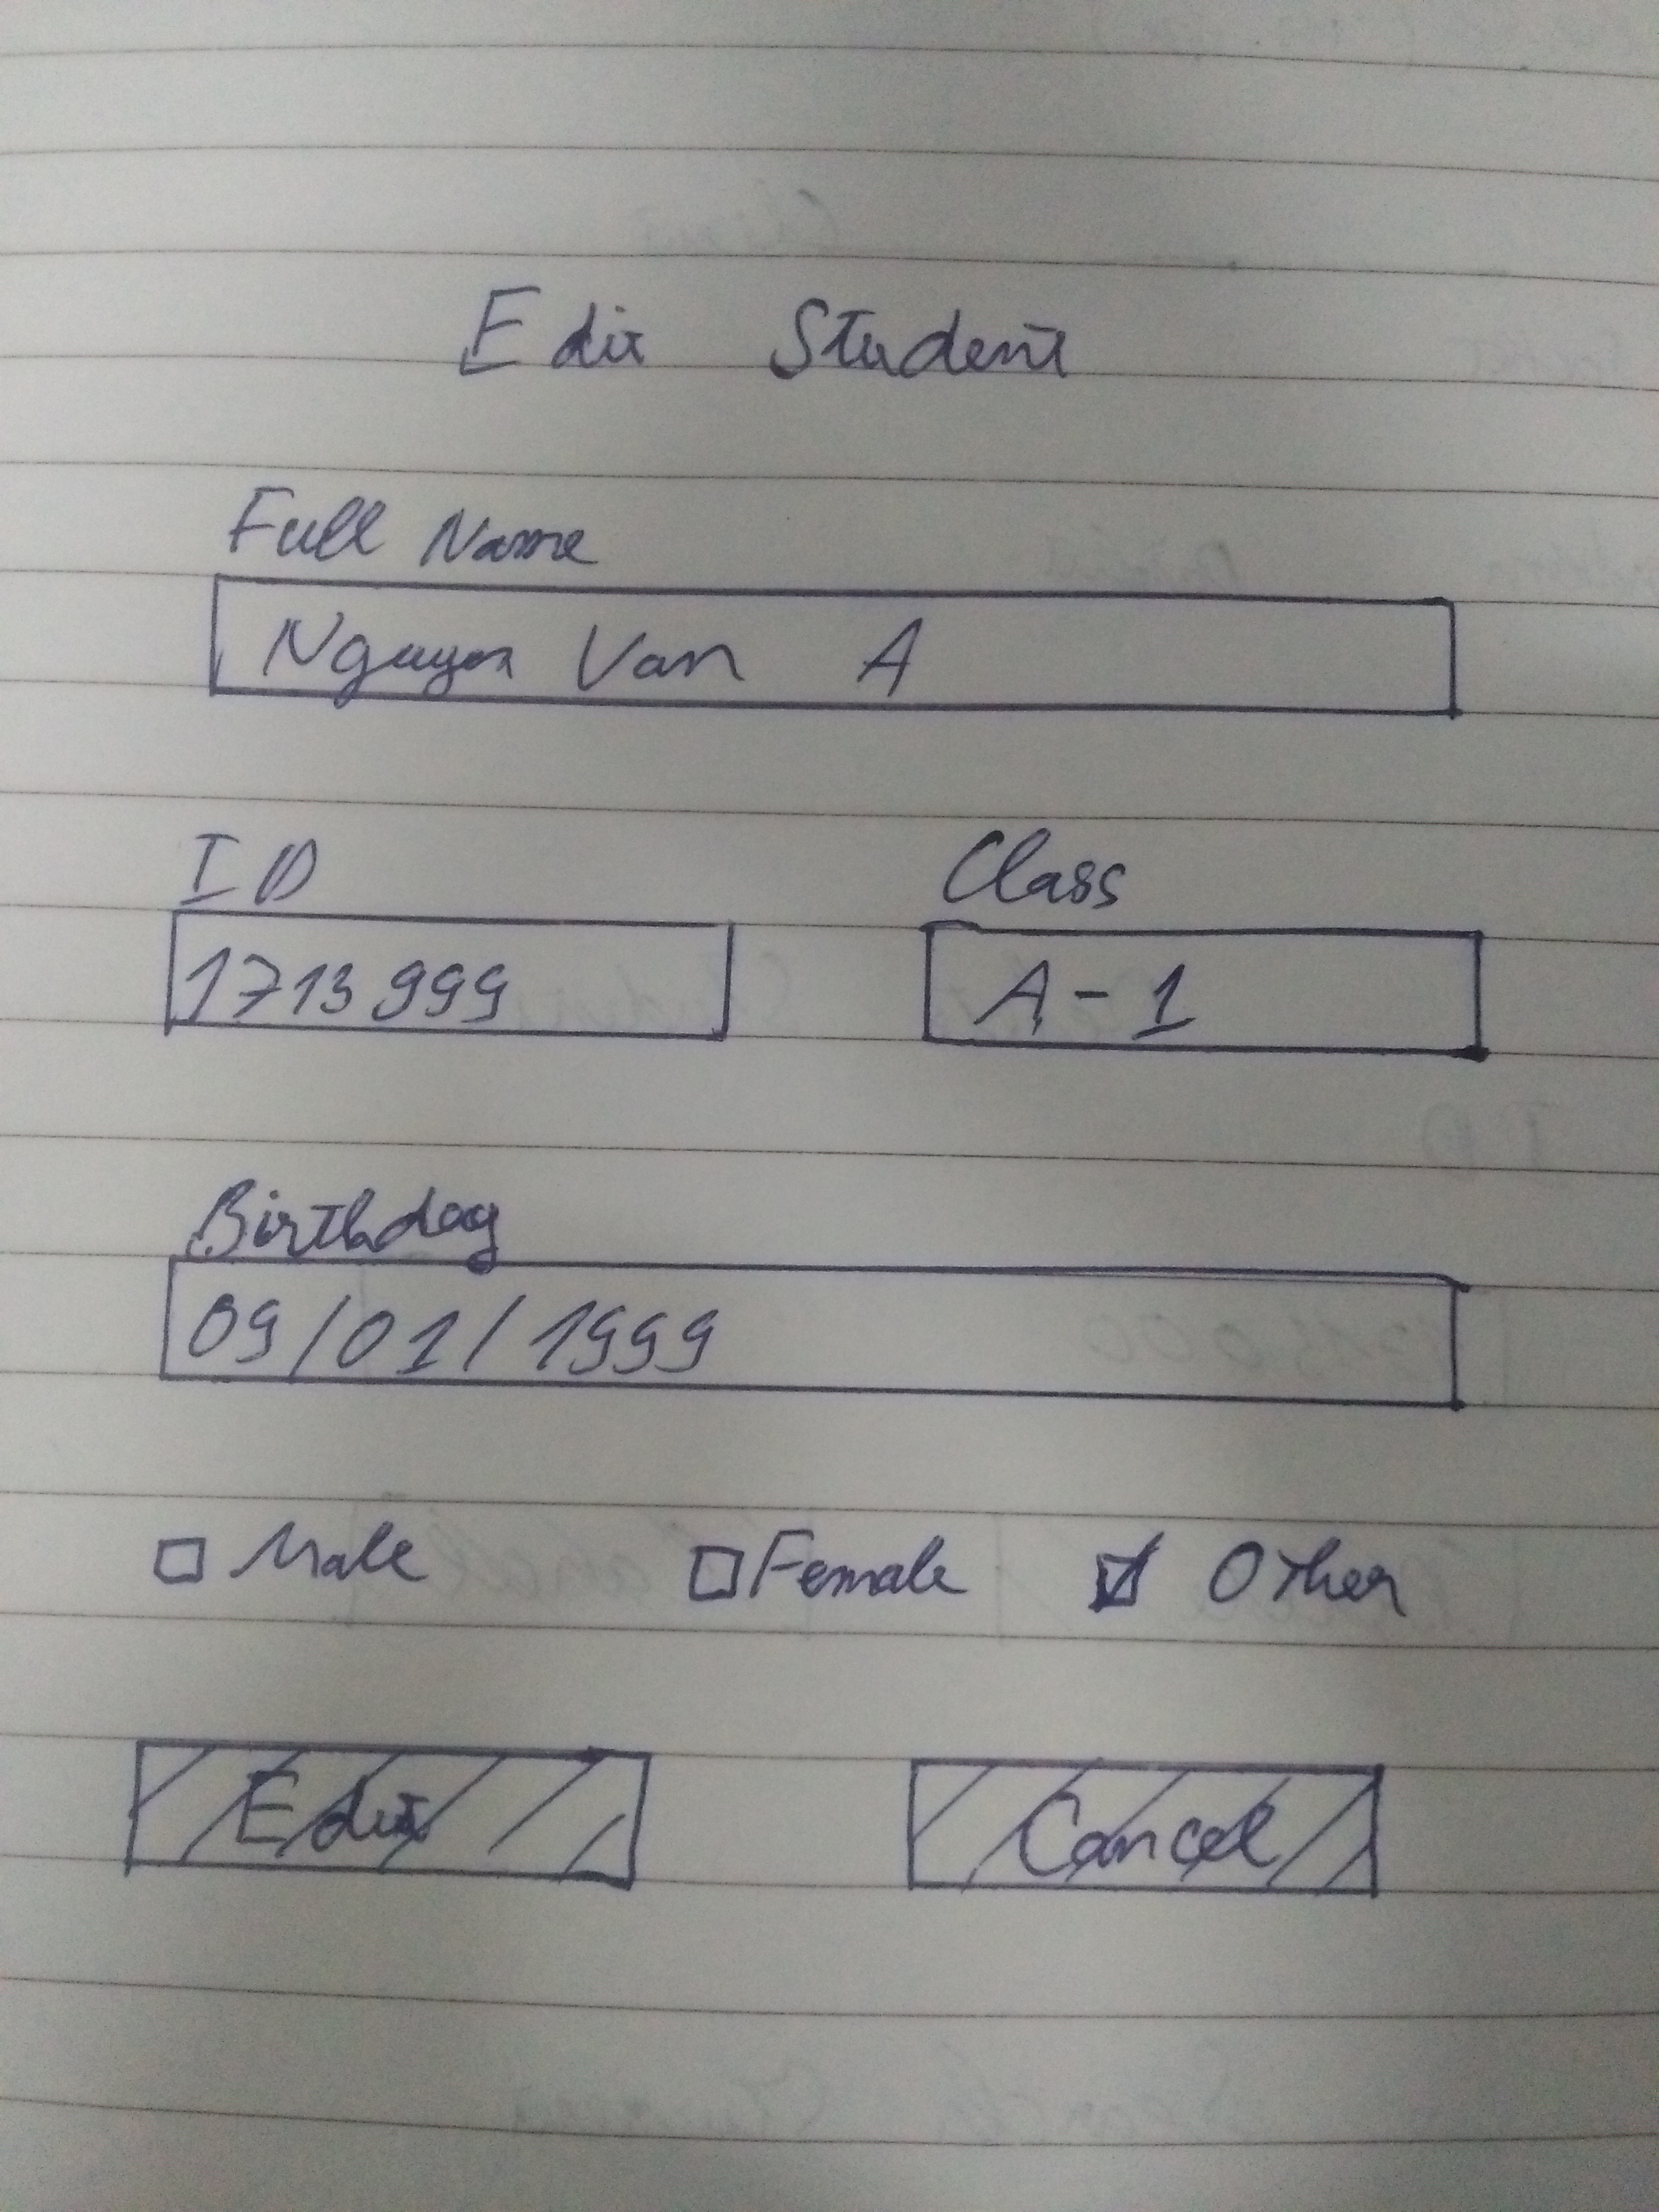 Edit Student
Full Name
Nguyen Van A
ID Class
1713999 A-1
Birthday
09/01/1999
Male Female Other
Edit Cancel